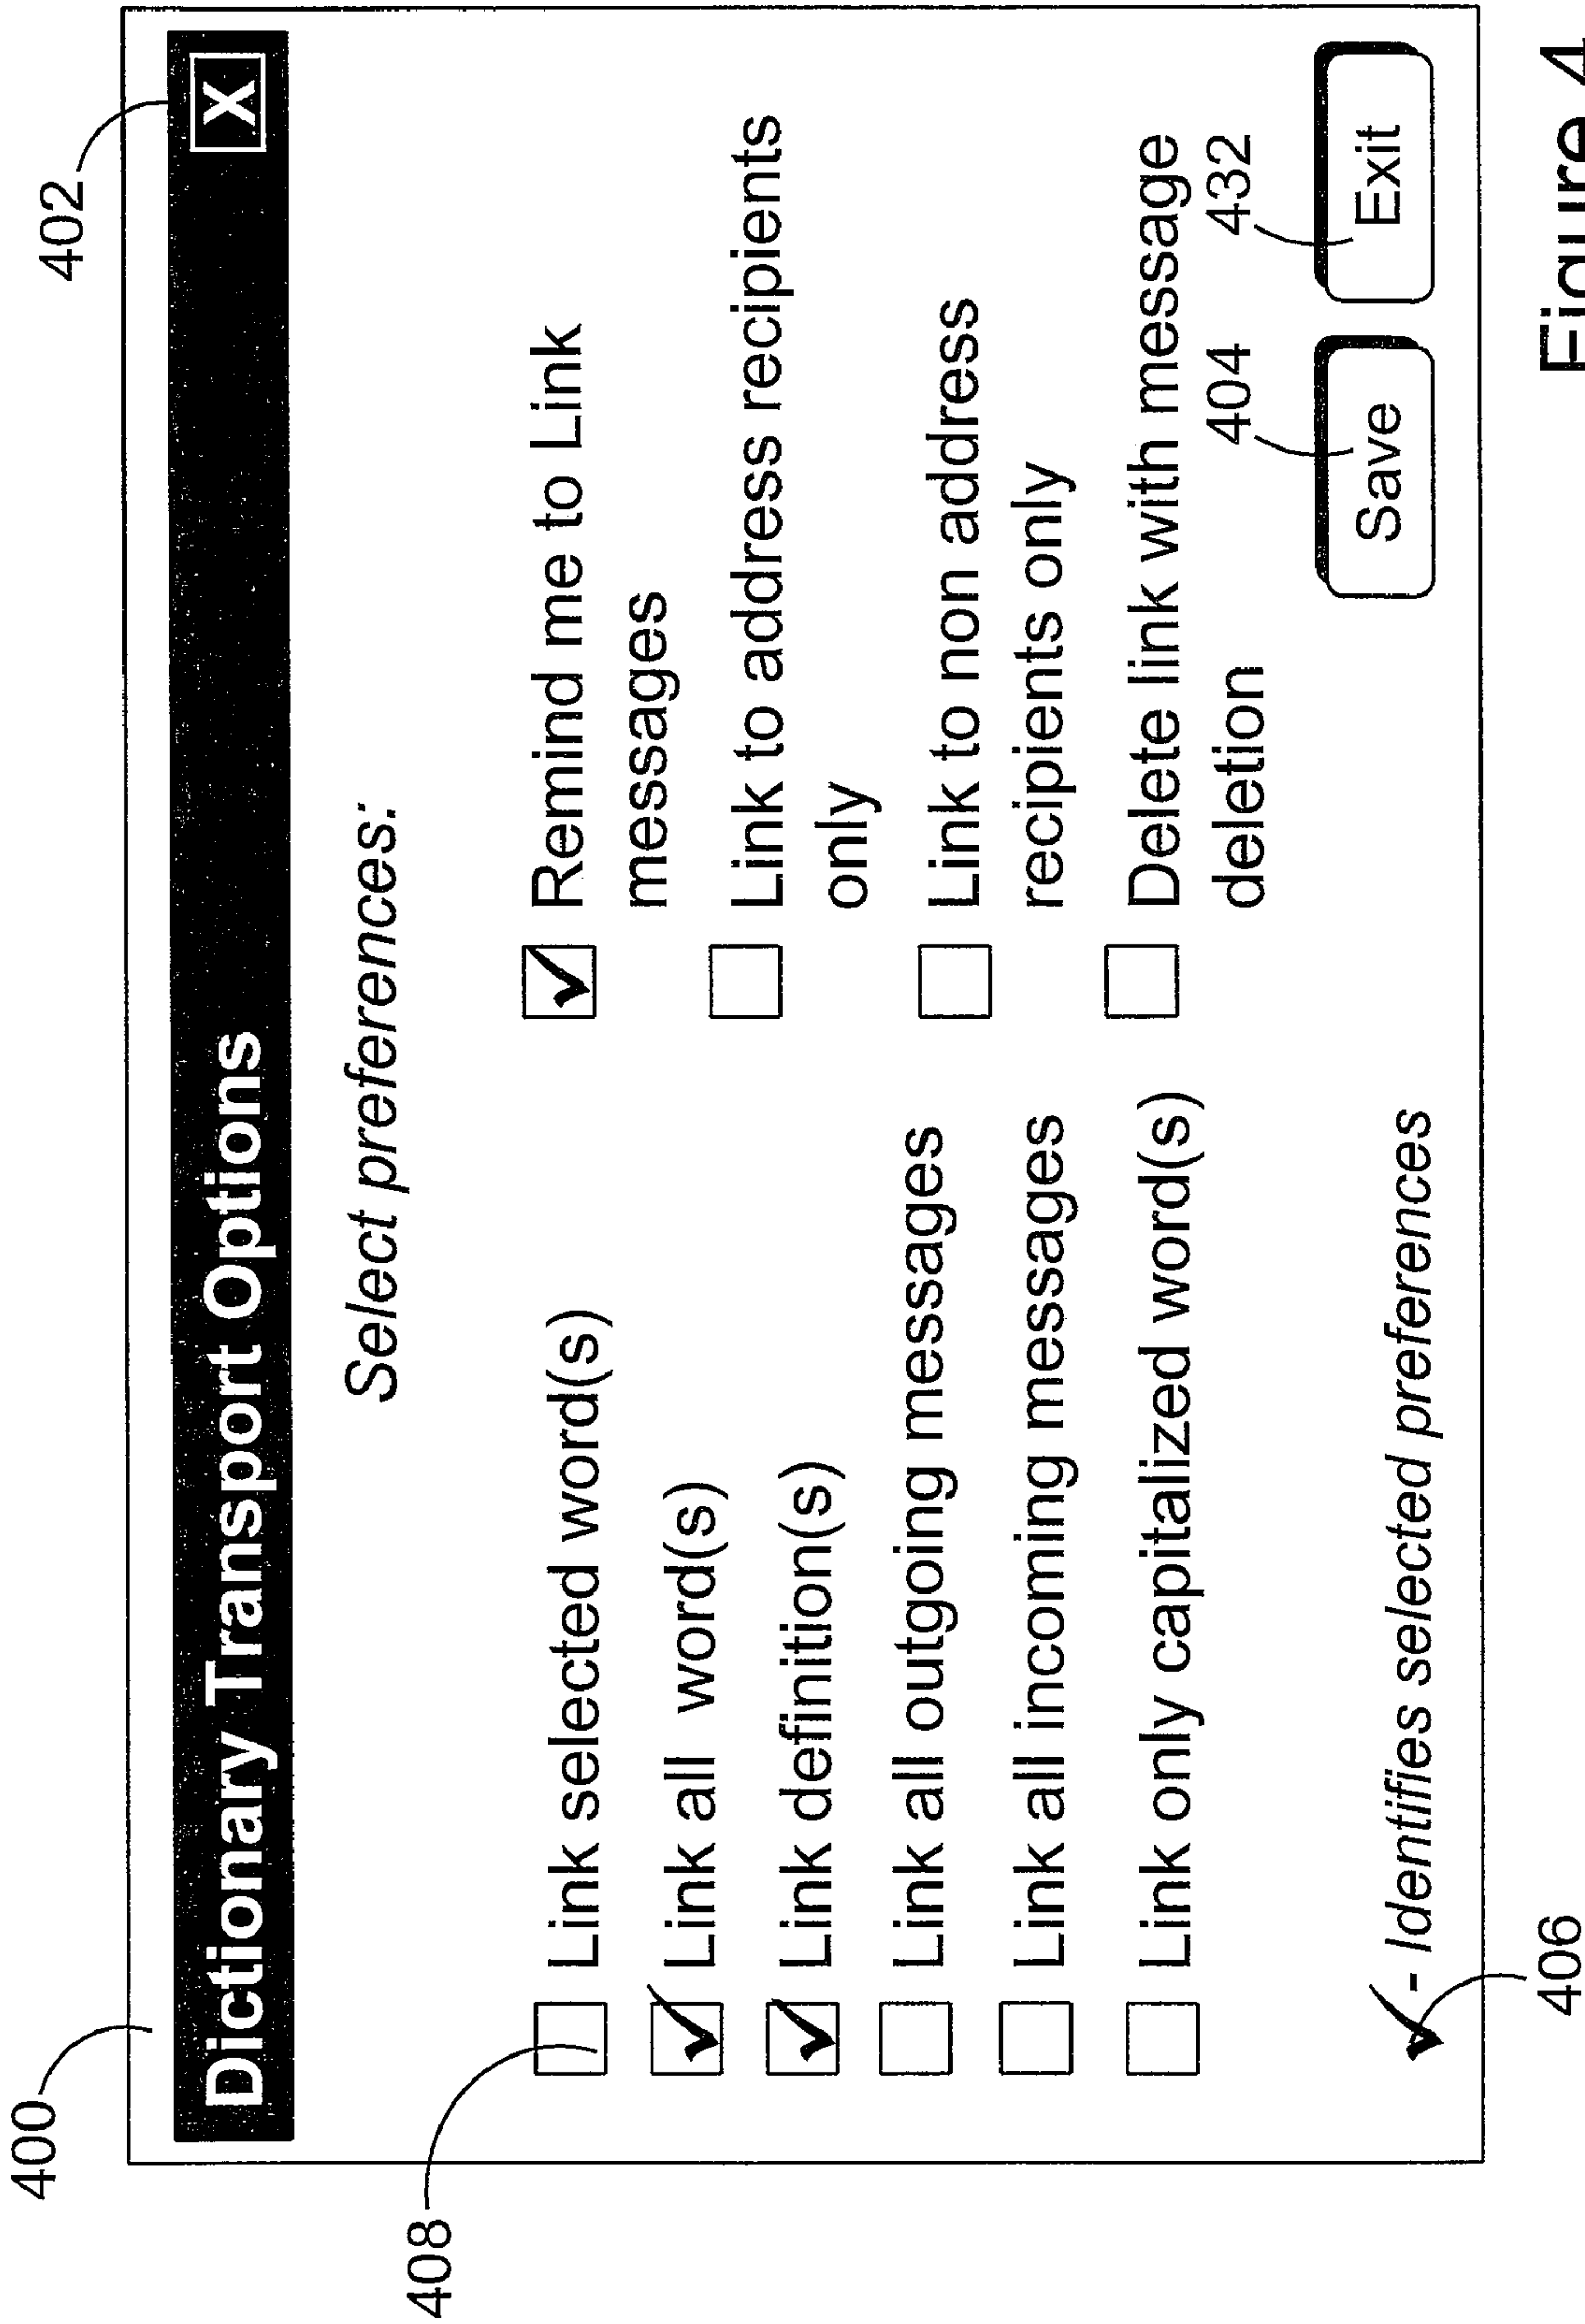 400
402
Dictionary Transport Options
X
Select preferences:
408
Link selected word(s)
Link all word(s)
Link definition(s)
Link all outgoing messages
Link all incoming messages
Link only capitalized word(s)
Remind me to Link
messages
Link to address recipients
only
Link to non address
recipients only
Delete link with message
deletion
404
432
✓ - Identifies selected preferences
Save
Exit
406
Figure 4